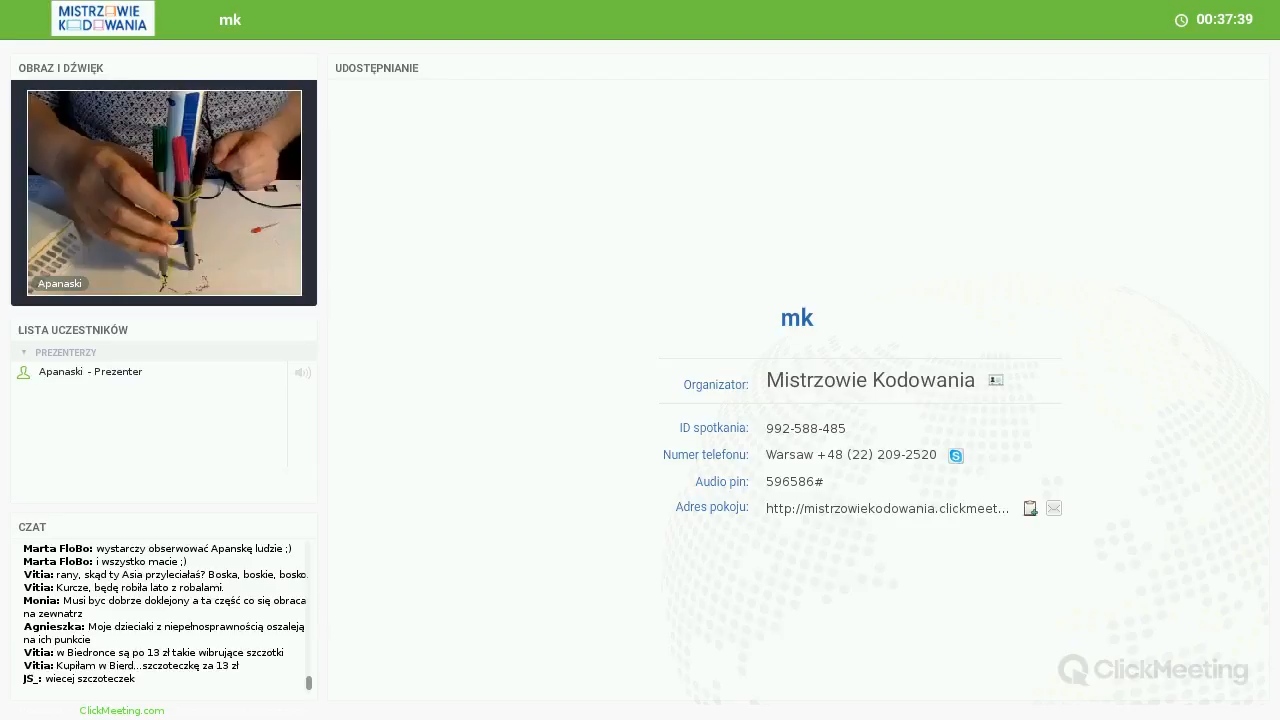 MISTRZOWIE
KODOWANIA
mk
00:37:39
OBRAZ I DŹWIĘK
UDOSTĘPNIANIE
Apanaski
LISTA UCZESTNIKÓW
PREZENTERZY
Apanaski - Prezenter
CZAT
Marta FloBo: wystarczy obserwować Apanskę ludzie ;)
Marta FloBo: i wszystko macie ;)
Vitia: rany, skąd ty Asia przyleciałaś? Boska, boskie, bosko.
Vitia: Kurcze, będę robiła lato z robalami.
Monia: Musi byc dobrze doklejony a ta część co się obraca
na zewnatrz
Agnieszka: Moje dzieciaki z niepełnosprawnością oszaleją
na ich punkcie
Vitia: w Biedronce są po 13 zł takie wibrujące szczotki
Vitia: Kupiłam w Bierd...szczoteczkę za 13 zł
JS_: wiecej szczoteczek
ClickMeeting.com
mk
Organizator: Mistrzowie Kodowania
ID spotkania: 992-588-485
Numer telefonu: Warsaw +48 (22) 209-2520
Audio pin: 596586#
Adres pokoju: http://mistrzowiekodowania.clickmeet...
ClickMeeting